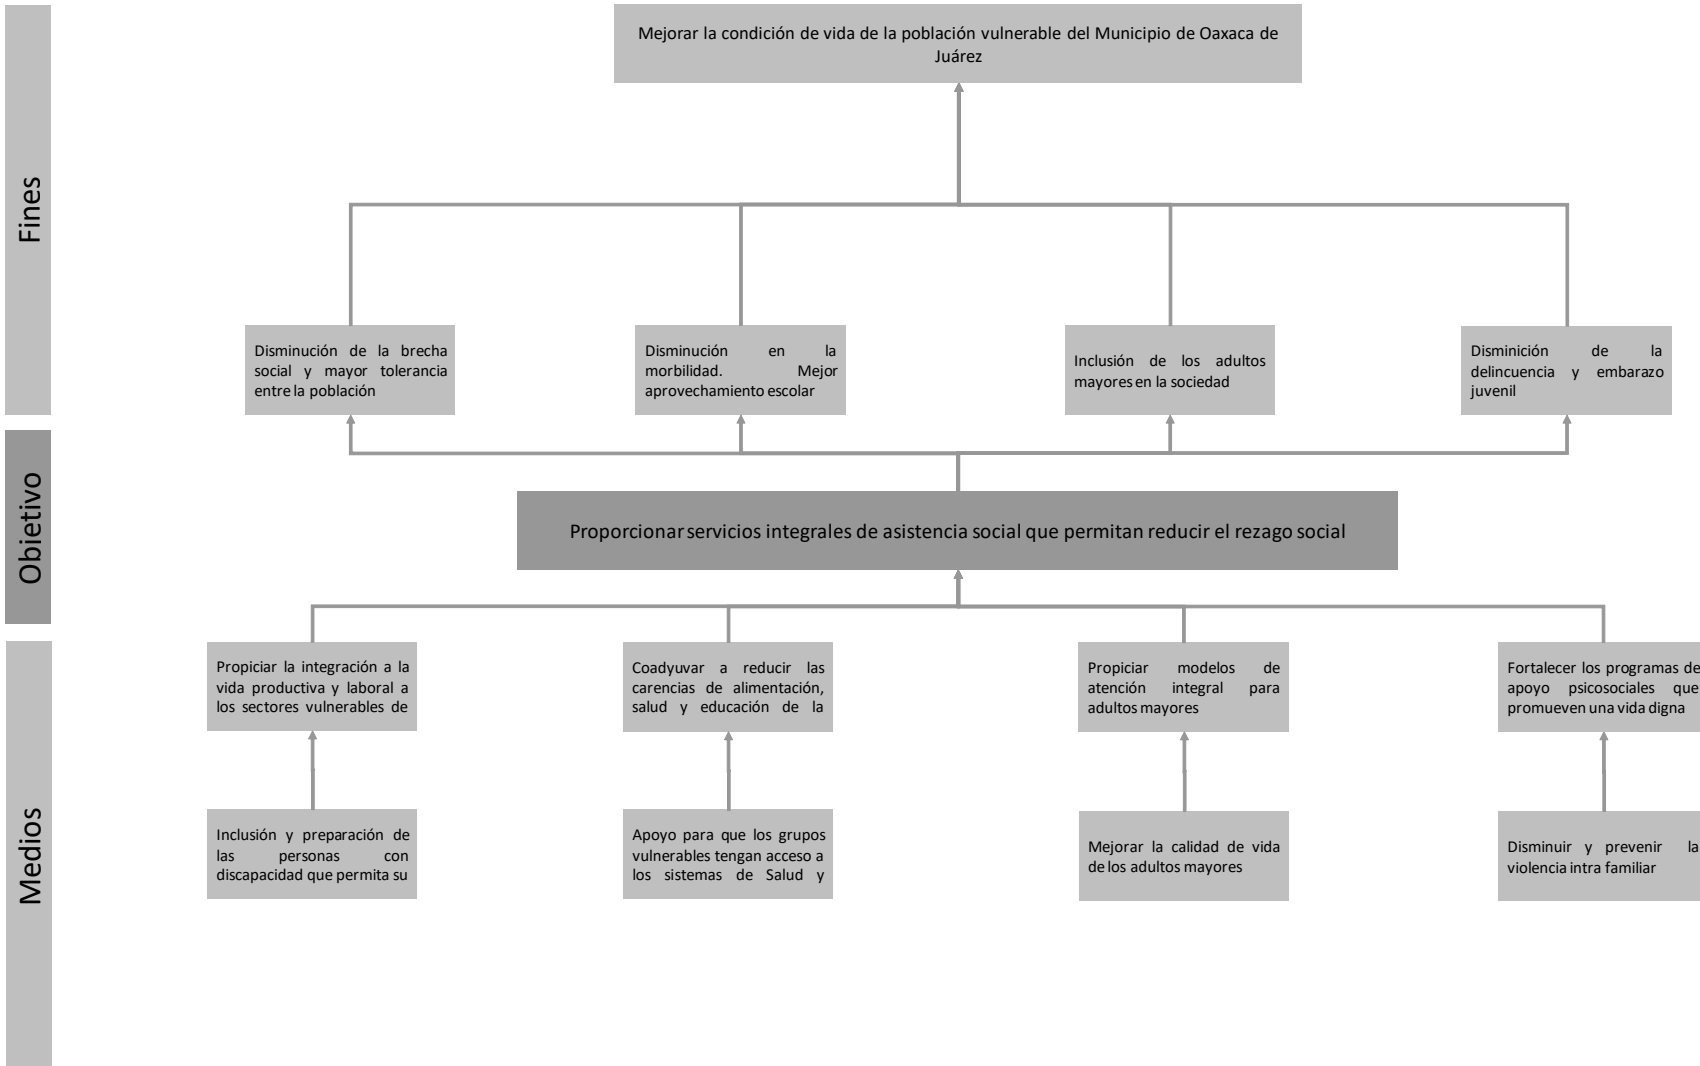 Fines
Mejorar la condición de vida de la población vulnerable del Municipio de Oaxaca de
Juárez
Disminución de la brecha
social y mayor tolerancia
entre la población
Disminución en la
morbilidad. Mejor
aprovechamiento escolar
Inclusión de los adultos
mayores en la sociedad
Disminición de la
delincuencia y embarazo
juvenil
Objetivo
Proporcionar servicios integrales de asistencia social que permitan reducir el rezago social
Medios
Propiciar la integración a la
vida productiva y laboral a
los sectores vulnerables de
Coadyuvar a reducir las
carencias de alimentación,
salud y educación de la
Propiciar modelos de
atención integral para
adultos mayores
Fortalecer los programas de
apoyo psicosociales que
promueven una vida digna
Inclusión y preparación de
las personas con
discapacidad que permita su
Apoyo para que los grupos
vulnerables tengan acceso a
los sistemas de Salud y
Mejorar la calidad de vida
de los adultos mayores
Disminuir y prevenir la
violencia intra familiar